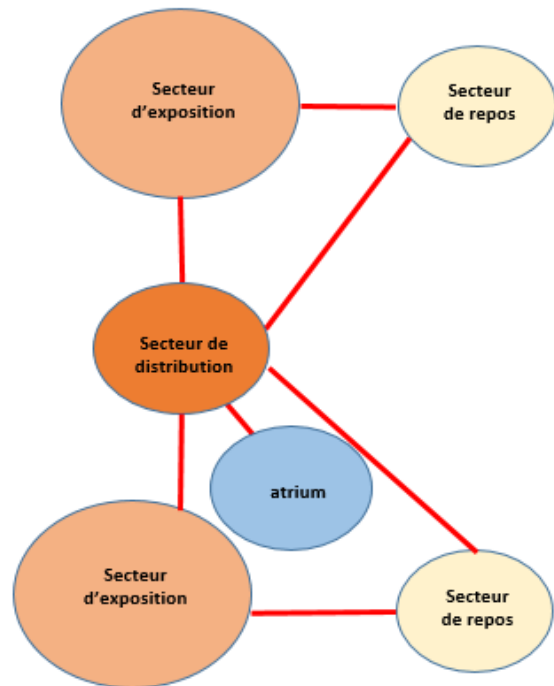 Secteur
d'exposition
Secteur
de repos
Secteur de
distribution
atrium
Secteur
d'exposition
Secteur
de repos